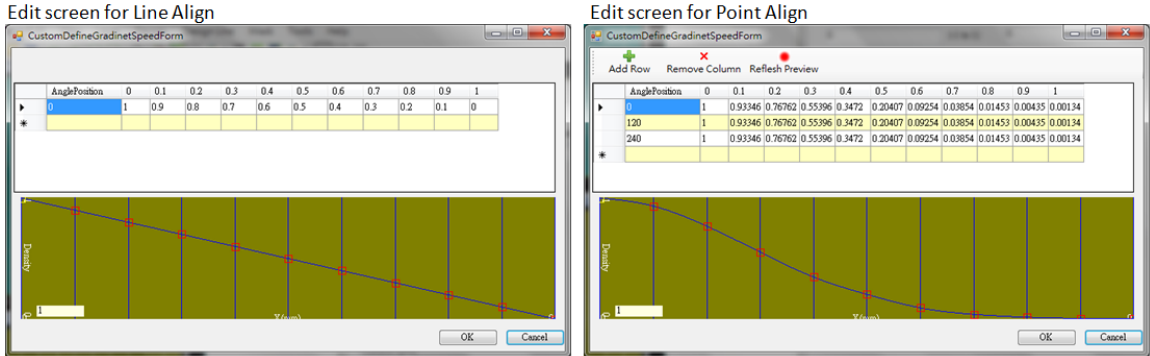 Edit screen for Line Align
CustomDefineGradinetSpeedForm
AnglePosition 0 0.1 0.2 0.3 0.4 0.5 0.6 0.7 0.8 0.9 1
0 1 0.9 0.8 0.7 0.6 0.5 0.4 0.3 0.2 0.1 0
1
Density
0
1
X(mm)
OK Cancel
Edit screen for Point Align
CustomDefineGradinetSpeedForm
Add Row Remove Column Reflesh Preview
AnglePosition 0 0.1 0.2 0.3 0.4 0.5 0.6 0.7 0.8 0.9 1
0 1 0.93346 0.76762 0.55396 0.3472 0.20407 0.09254 0.03854 0.01453 0.00435 0.00134
120 1 0.93346 0.76762 0.55396 0.3472 0.20407 0.09254 0.03854 0.01453 0.00435 0.00134
240 1 0.93346 0.76762 0.55396 0.3472 0.20407 0.09254 0.03854 0.01453 0.00435 0.00134
Density
0
1
X(mm)
OK Cancel